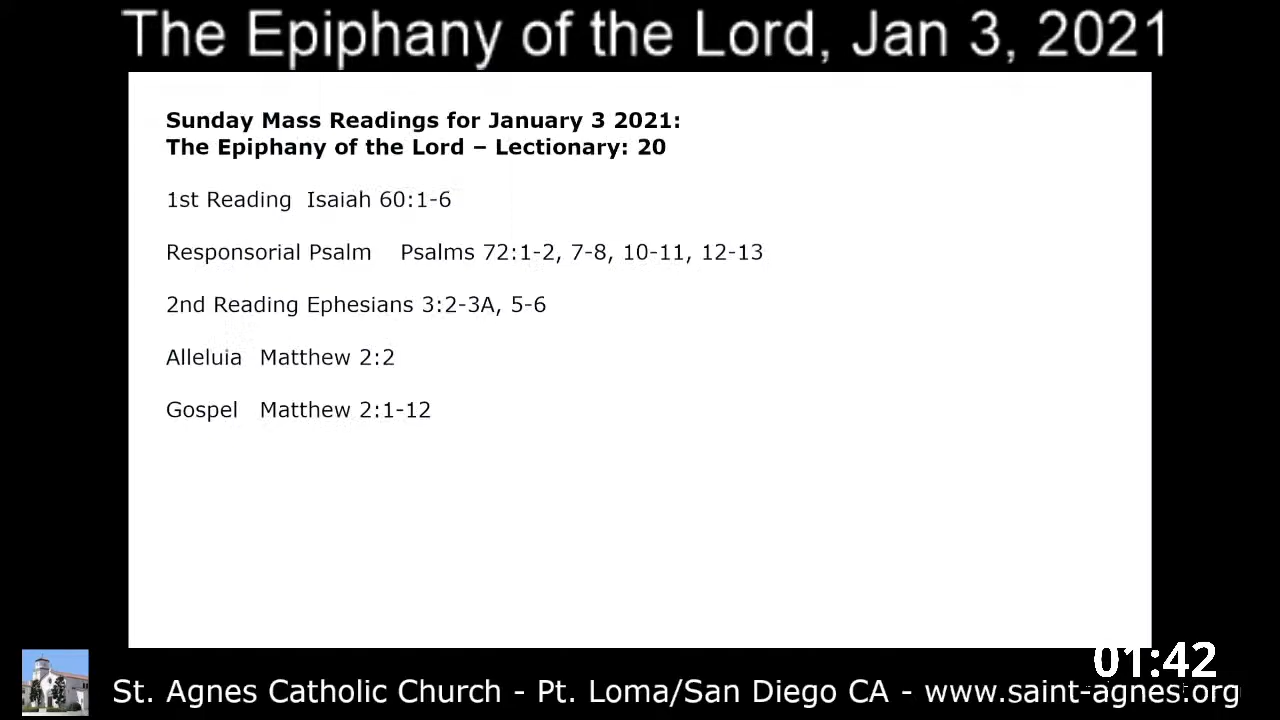 The Epiphany of the Lord, Jan 3, 2021
Sunday Mass Readings for January 3 2021:
The Epiphany of the Lord – Lectionary: 20
1st Reading Isaiah 60:1-6
Responsorial Psalm Psalms 72:1-2, 7-8, 10-11, 12-13
2nd Reading Ephesians 3:2-3A, 5-6
Alleluia Matthew 2:2
Gospel Matthew 2:1-12
01:42
St. Agnes Catholic Church - Pt. Loma/San Diego CA - www.saint-agnes.org